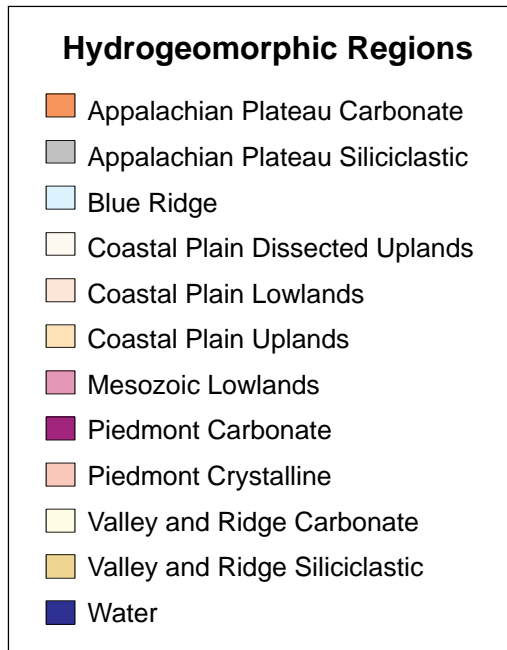 Hydrogeomorphic Regions
Appalachian Plateau Carbonate
Appalachian Plateau Siliciclastic
Blue Ridge
Coastal Plain Dissected Uplands
Coastal Plain Lowlands
Coastal Plain Uplands
Mesozoic Lowlands
Piedmont Carbonate
Piedmont Crystalline
Valley and Ridge Carbonate
Valley and Ridge Siliciclastic
Water